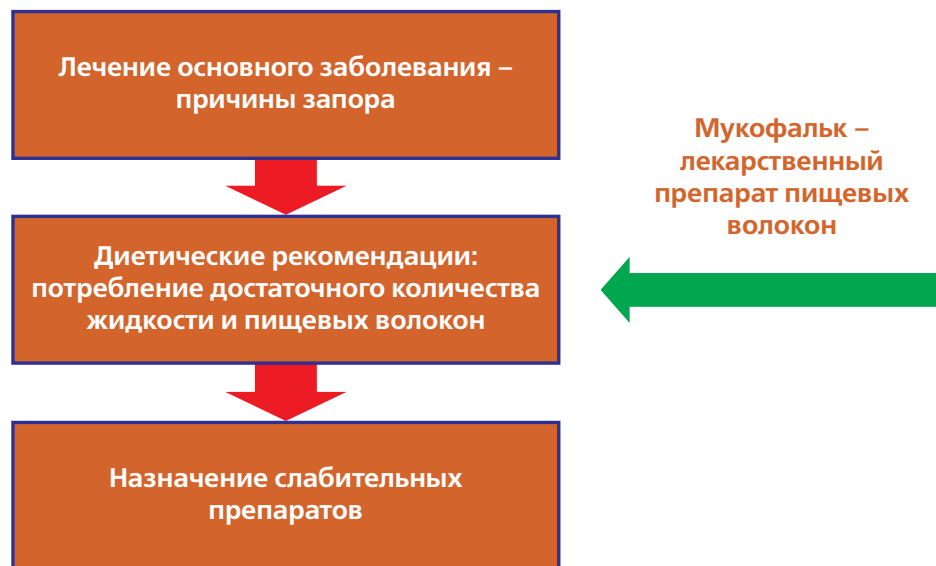 Лечение основного заболевания –
причины запора
Мукофальк –
лекарственный
препарат пищевых
волокон
Диетические рекомендации:
потребление достаточного количества
жидкости и пищевых волокон
Назначение слабительных
препаратов